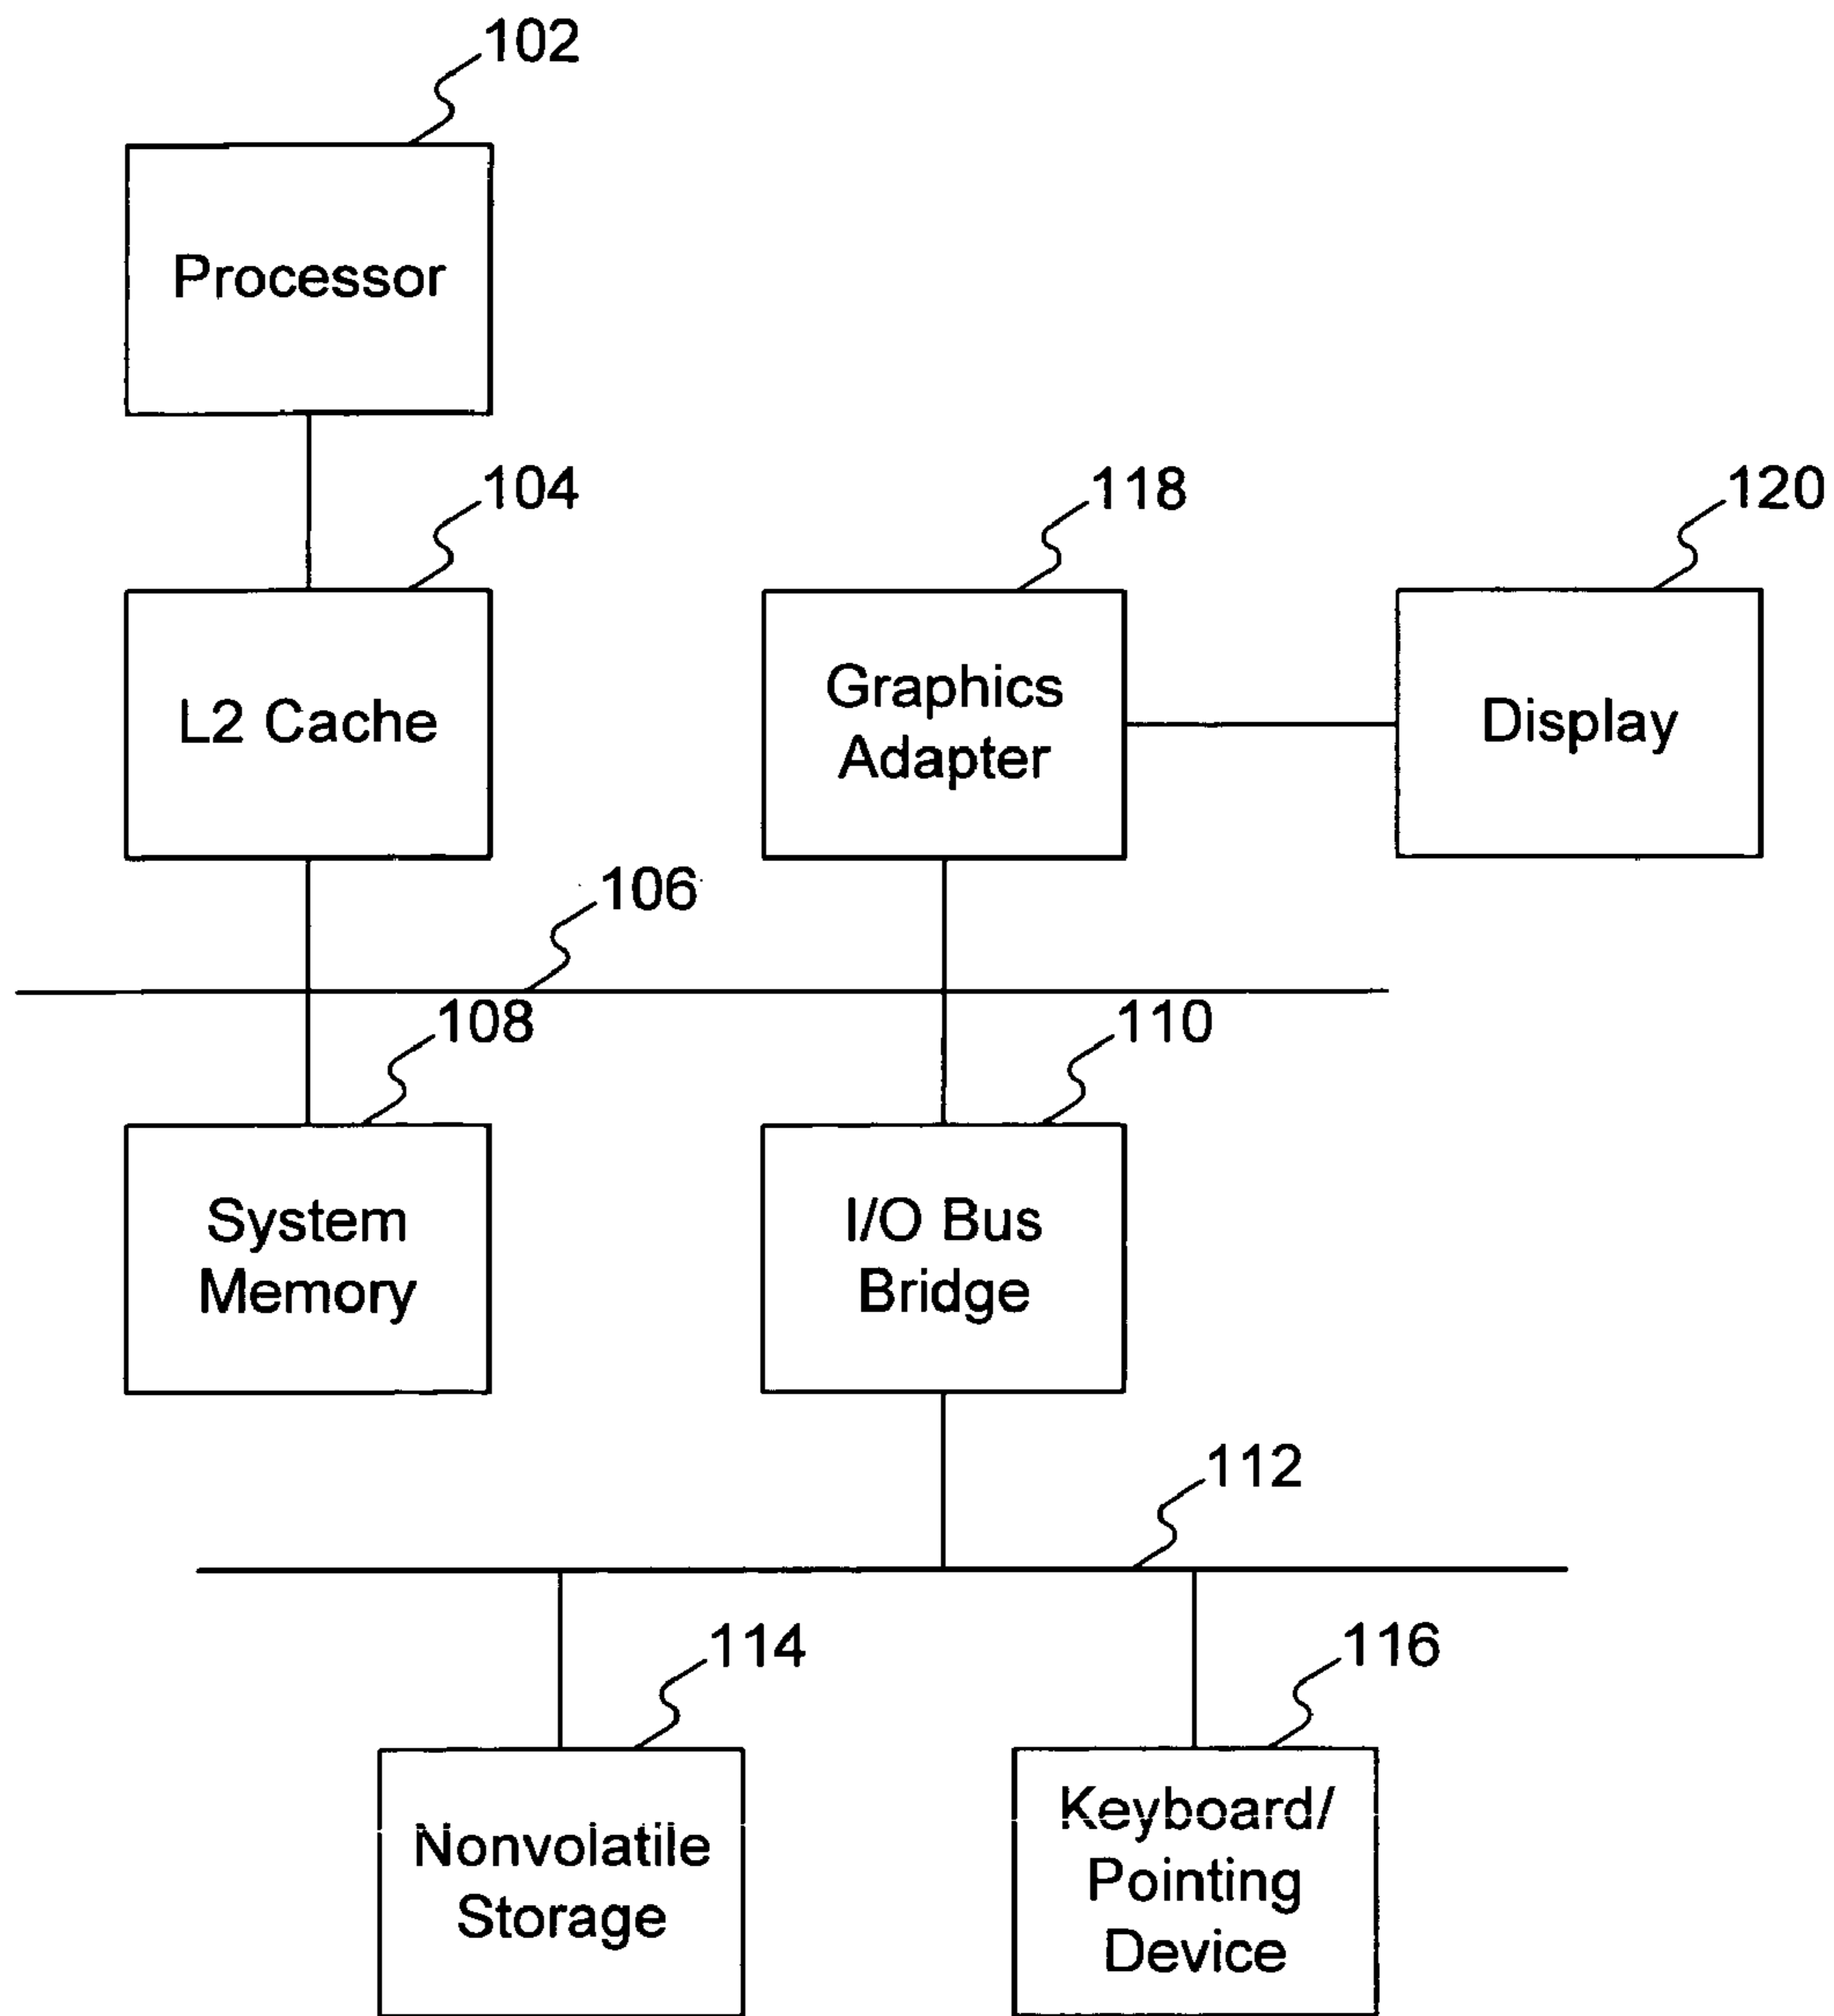 102
Processor
104
118
120
L2 Cache
Graphics
Adapter
Display
106
108
110
System
Memory
I/O Bus
Bridge
112
114
116
Nonvolatile
Storage
Keyboard/
Pointing
Device